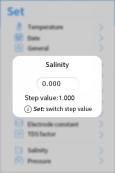 Set
Temperature
Date
General
Salinity
0.000
Step value:1.000
i Set: switch step value
Electrode constant
TDS factor
Salinity
Pressure